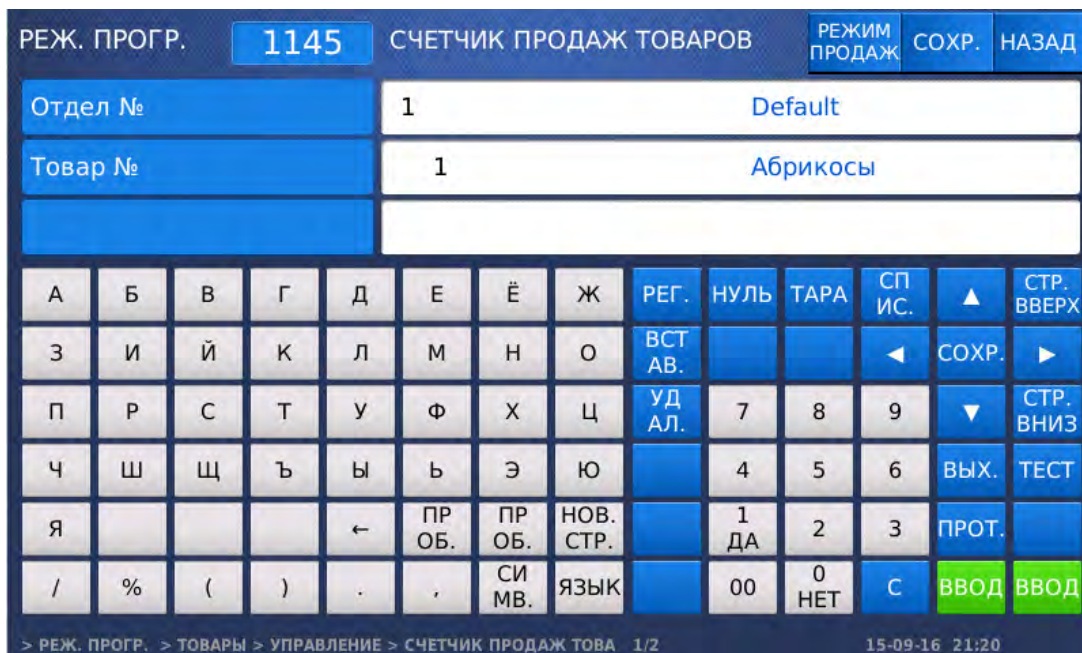 РЕЖ. ПРОГР. 1145 СЧЕТЧИК ПРОДАЖ ТОВАРОВ РЕЖИМ ПРОДАЖ СОХР. НАЗАД
Отдел № 1 Default
Товар № 1 Абрикосы
А Б В Г Д Е Ё Ж РЕГ. НУЛЬ ТАРА СП ИС. ▲ СТР. ВВЕРХ
З И Й К Л М Н О ВСТ АВ. ◀ СОХР. ▶
П Р С Т У Ф Х Ц УД АЛ. 7 8 9 ▼ СТР. ВНИЗ
Ч Ш Щ Ъ Ы Ь Э Ю 4 5 6 ВЫХ. ТЕСТ
Я ← ПР ОБ. ПР ОБ. НОВ. СТР. 1 ДА 2 3 ПРОТ.
/ % ( ) . , СИ МВ. ЯЗЫК 00 0 НЕТ С ВВОД ВВОД
> РЕЖ. ПРОГР. > ТОВАРЫ > УПРАВЛЕНИЕ > СЧЕТЧИК ПРОДАЖ ТОВА 1/2 15-09-16 21:20